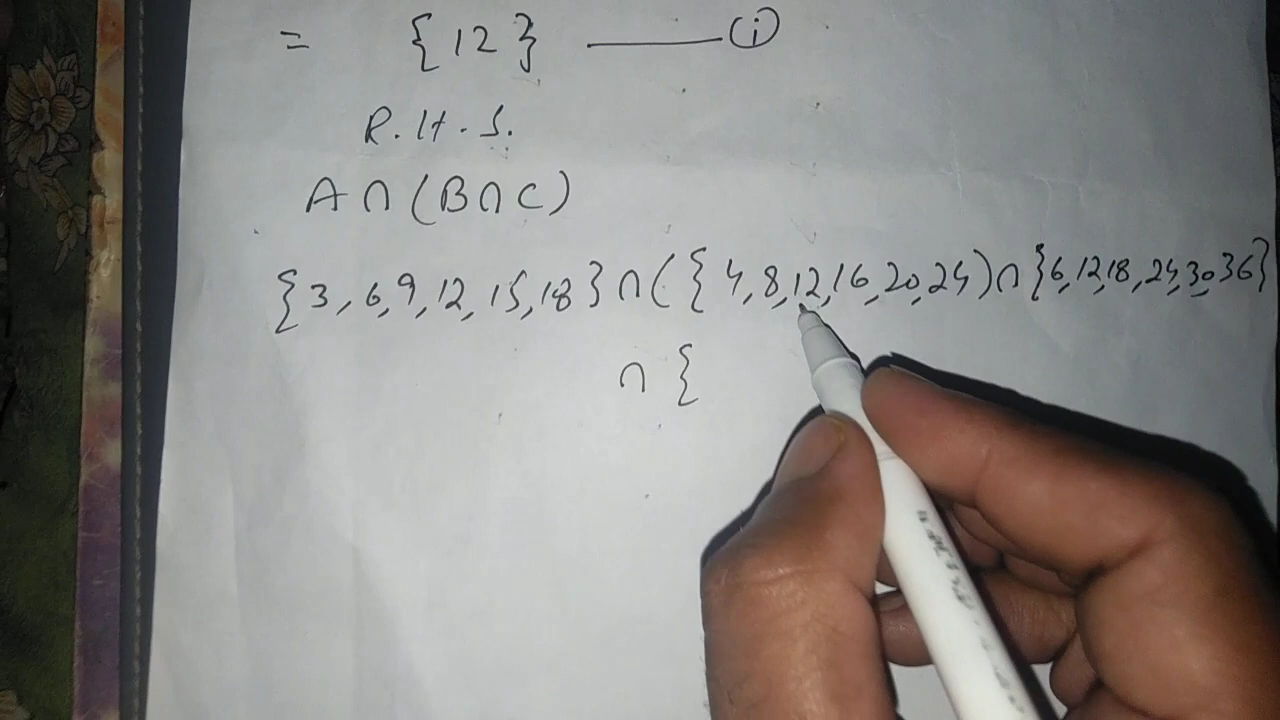 = {12} —— (i)
R.H.S.
A∩(B∩C)
{3,6,9,12,15,18}∩({4,8,12,16,20,24)∩{6,12,18,24,30,36}
∩ {